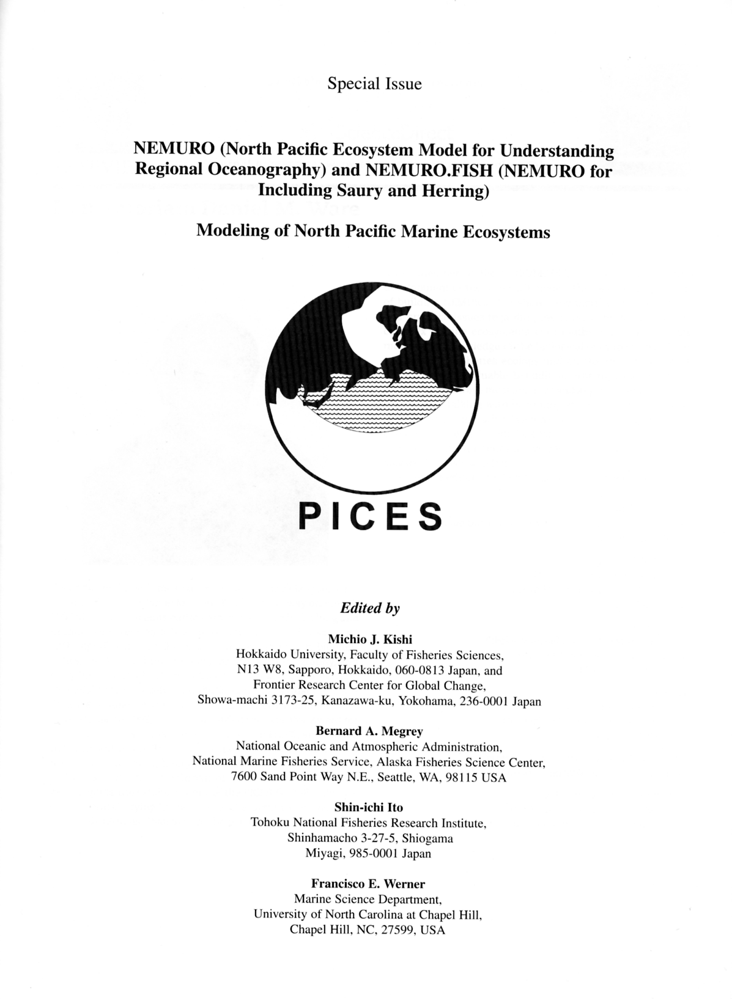 Special Issue
NEMURO (North Pacific Ecosystem Model for Understanding
Regional Oceanography) and NEMURO.FISH (NEMURO for
Including Saury and Herring)
Modeling of North Pacific Marine Ecosystems
PICES
Edited by
Michio J. Kishi
Hokkaido University, Faculty of Fisheries Sciences,
N13 W8, Sapporo, Hokkaido, 060-0813 Japan, and
Frontier Research Center for Global Change,
Showa-machi 3173-25, Kanazawa-ku, Yokohama, 236-0001 Japan
Bernard A. Megrey
National Oceanic and Atmospheric Administration,
National Marine Fisheries Service, Alaska Fisheries Science Center,
7600 Sand Point Way N.E., Seattle, WA, 98115 USA
Shin-ichi Ito
Tohoku National Fisheries Research Institute,
Shinhamacho 3-27-5, Shiogama
Miyagi, 985-0001 Japan
Francisco E. Werner
Marine Science Department,
University of North Carolina at Chapel Hill,
Chapel Hill, NC, 27599, USA